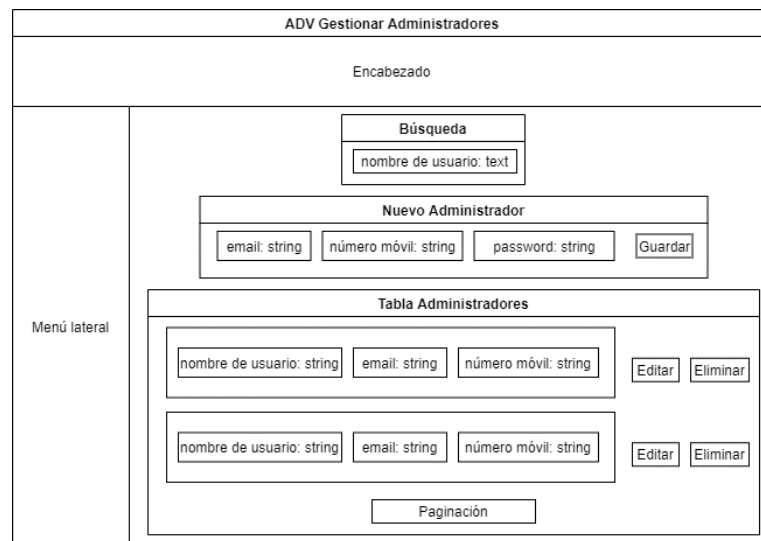 ADV Gestionar Administradores
Encabezado
Menú lateral
Búsqueda
nombre de usuario: text
Nuevo Administrador
email: string número móvil: string password: string Guardar
Tabla Administradores
nombre de usuario: string email: string número móvil: string Editar Eliminar
nombre de usuario: string email: string número móvil: string Editar Eliminar
Paginación